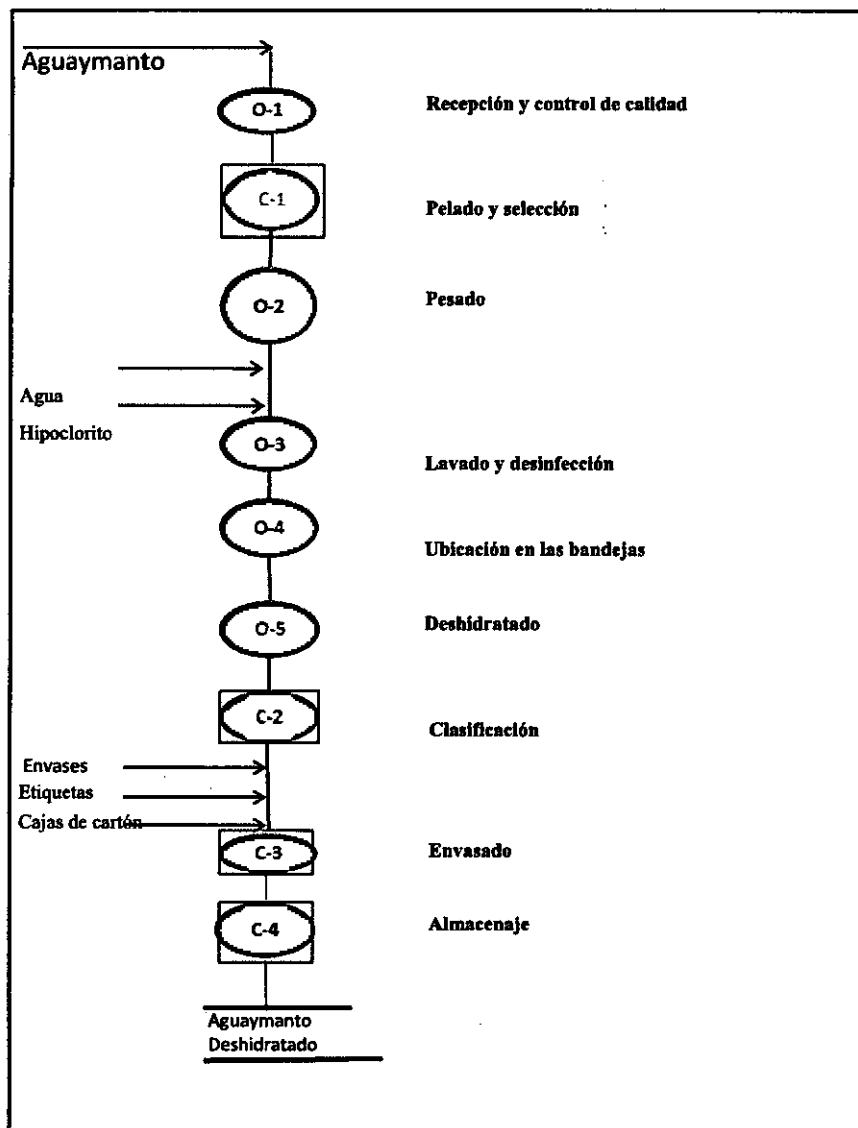 Aguaymanto
O-1 Recepción y control de calidad
C-1 Pelado y selección
O-2 Pesado
Agua
Hipoclorito
O-3 Lavado y desinfección
O-4 Ubicación en las bandejas
O-5 Deshidratado
C-2 Clasificación
Envases
Etiquetas
Cajas de cartón
C-3 Envasado
C-4 Almacenaje
Aguaymanto
Deshidratado